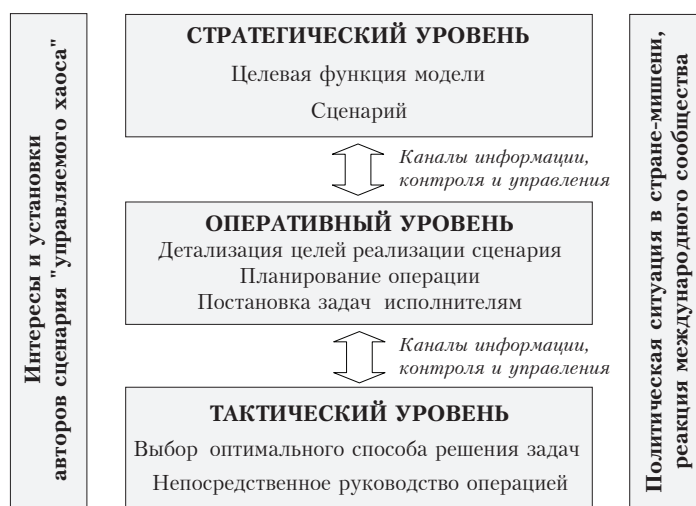 Интересы и установки
авторов сценария "управляемого хаоса"
СТРАТЕГИЧЕСКИЙ УРОВЕНЬ
Целевая функция модели
Сценарий
Каналы информации,
контроля и управления
ОПЕРАТИВНЫЙ УРОВЕНЬ
Детализация целей реализации сценария
Планирование операции
Постановка задач исполнителям
Каналы информации,
контроля и управления
ТАКТИЧЕСКИЙ УРОВЕНЬ
Выбор оптимального способа решения задач
Непосредственное руководство операцией
Политическая ситуация в стране-мишени,
реакция международного сообщества